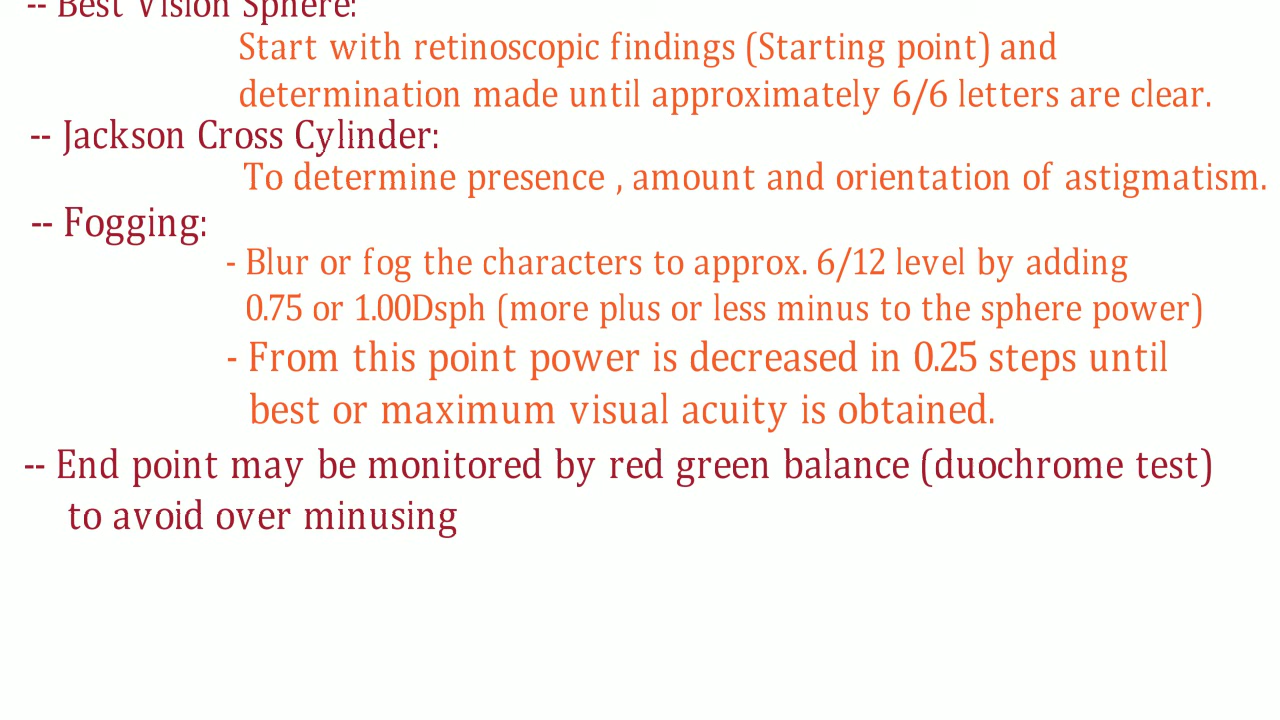 -- Best Vision Sphere:
Start with retinoscopic findings (Starting point) and
determination made until approximately 6/6 letters are clear.
-- Jackson Cross Cylinder:
To determine presence , amount and orientation of astigmatism.
-- Fogging:
- Blur or fog the characters to approx. 6/12 level by adding
0.75 or 1.00Dsph (more plus or less minus to the sphere power)
- From this point power is decreased in 0.25 steps until
best or maximum visual acuity is obtained.
-- End point may be monitored by red green balance (duochrome test)
to avoid over minusing